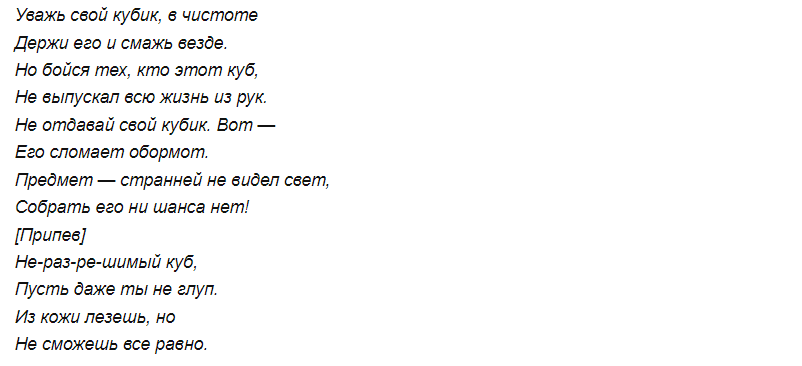 Уважь свой кубик, в чистоте
Держи его и смажь везде.
Но бойся тех, кто этот куб,
Не выпускал всю жизнь из рук.
Не отдавай свой кубик. Вот —
Его сломает обормот.
Предмет — странней не видел свет,
Собрать его ни шанса нет!
[Припев]
Не-раз-ре-шимый куб,
Пусть даже ты не глуп.
Из кожи лезешь, но
Не сможешь все равно.